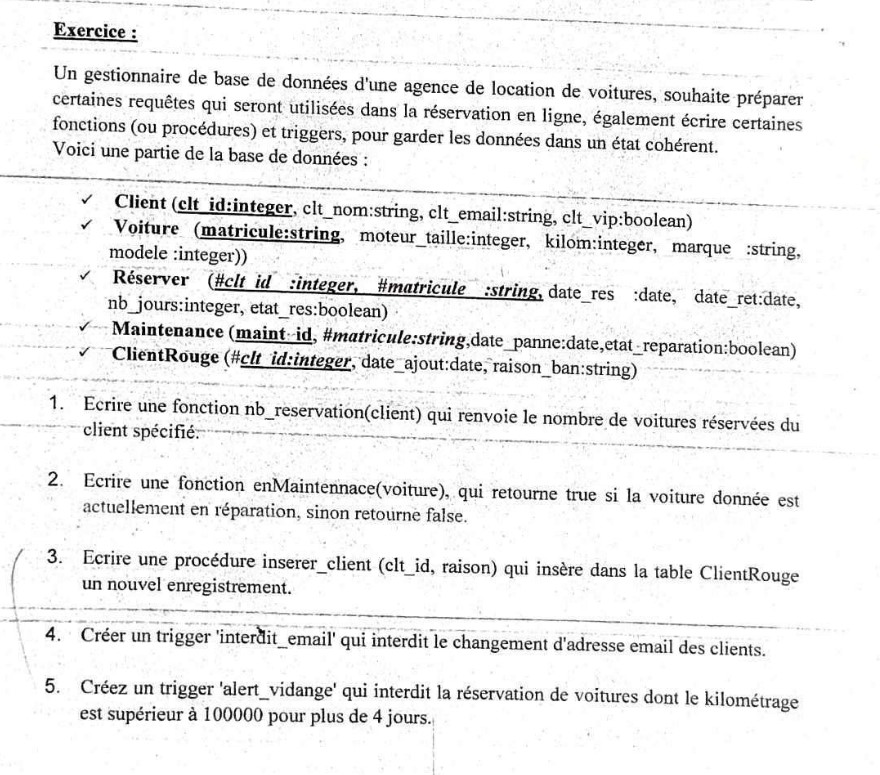 Exercice :
Un gestionnaire de base de données d'une agence de location de voitures, souhaite préparer
certaines requêtes qui seront utilisées dans la réservation en ligne, également écrire certaines
fonctions (ou procédures) et triggers, pour garder les données dans un état cohérent.
Voici une partie de la base de données :
✓ Client (clt_id:integer, clt_nom:string, clt_email:string, clt_vip:boolean)
✓ Voiture (matricule:string, moteur_taille:integer, kilom:integer, marque :string,
modele :integer))
✓ Réserver (#clt_id :integer, #matricule :string, date_res :date, date_ret:date,
nb_jours:integer, etat_res:boolean)
✓ Maintenance (maint_id, #matricule:string,date_panne:date,etat_reparation:boolean)
✓ ClientRouge (#clt_id:integer, date_ajout:date, raison_ban:string)
1. Ecrire une fonction nb_reservation(client) qui renvoie le nombre de voitures réservées du
client spécifié.
2. Ecrire une fonction enMaintennace(voiture), qui retourne true si la voiture donnée est
actuellement en réparation, sinon retourne false.
3. Ecrire une procédure inserer_client (clt_id, raison) qui insère dans la table ClientRouge
un nouvel enregistrement.
4. Créer un trigger 'interdit_email' qui interdit le changement d'adresse email des clients.
5. Créez un trigger 'alert_vidange' qui interdit la réservation de voitures dont le kilométrage
est supérieur à 100000 pour plus de 4 jours.